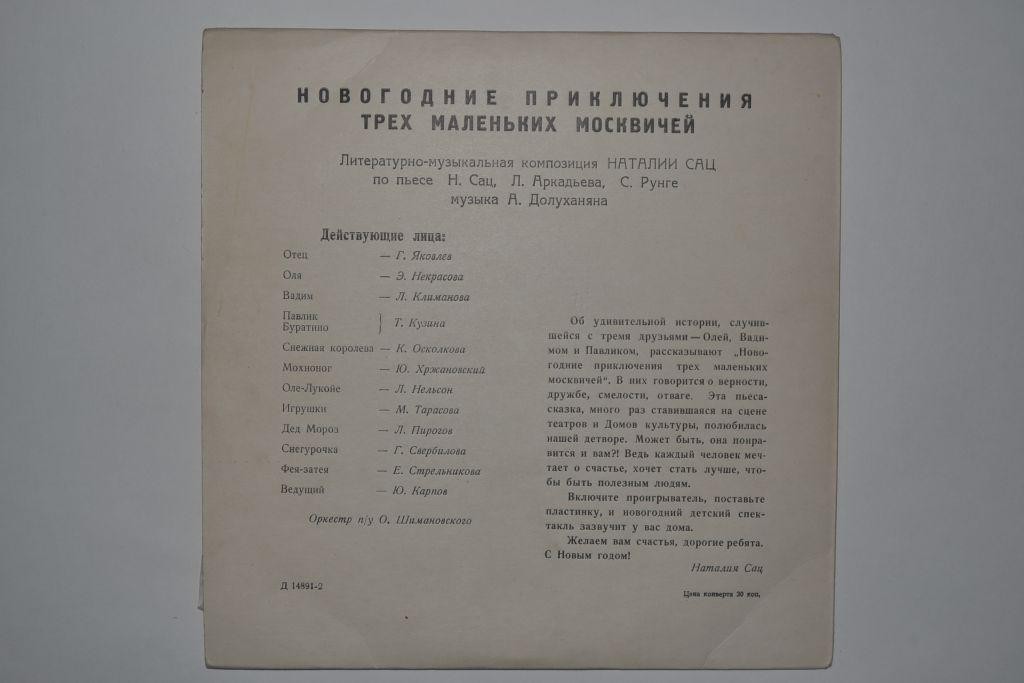 НОВОГОДНИЕ ПРИКЛЮЧЕНИЯ
ТРЕХ МАЛЕНЬКИХ МОСКВИЧЕЙ
Литературно-музыкальная композиция НАТАЛИИ САЦ
по пьесе Н. Сац, Л. Аркадьева, С. Рунге
музыка А. Долуханяна
Действующие лица:
Отец — Г. Яковлев
Оля — Э. Некрасова
Вадим — Л. Климанова
Павлик
Буратино } Т. Кузина
Снежная королева — К. Осколкова
Мохноног — Ю. Хржановский
Оле-Лукойе — Л. Нельсон
Игрушки — М. Тарасова
Дед Мороз — Л. Пирогов
Снегурочка — Г. Свербилова
Фея-затея — Е. Стрельникова
Ведущий — Ю. Карпов
Оркестр п/у О. Шимановского
Д 14891-2
Об удивительной истории, случив-
шейся с тремя друзьями — Олей, Вади-
мом и Павликом, рассказывают „Ново-
годние приключения трех маленьких
москвичей“. В них говорится о верности,
дружбе, смелости, отваге. Эта пьеса-
сказка, много раз ставившаяся на сцене
театров и Домов культуры, полюбилась
нашей детворе. Может быть, она понра-
вится и вам?! Ведь каждый человек меч-
тает о счастье, хочет стать лучше, что-
бы быть полезным людям.
Включите проигрыватель, поставьте
пластинку, и новогодний детский спек-
такль зазвучит у вас дома.
Желаем вам счастья, дорогие ребята.
С Новым годом!
Наталия Сац
Цена конверта 20 коп.